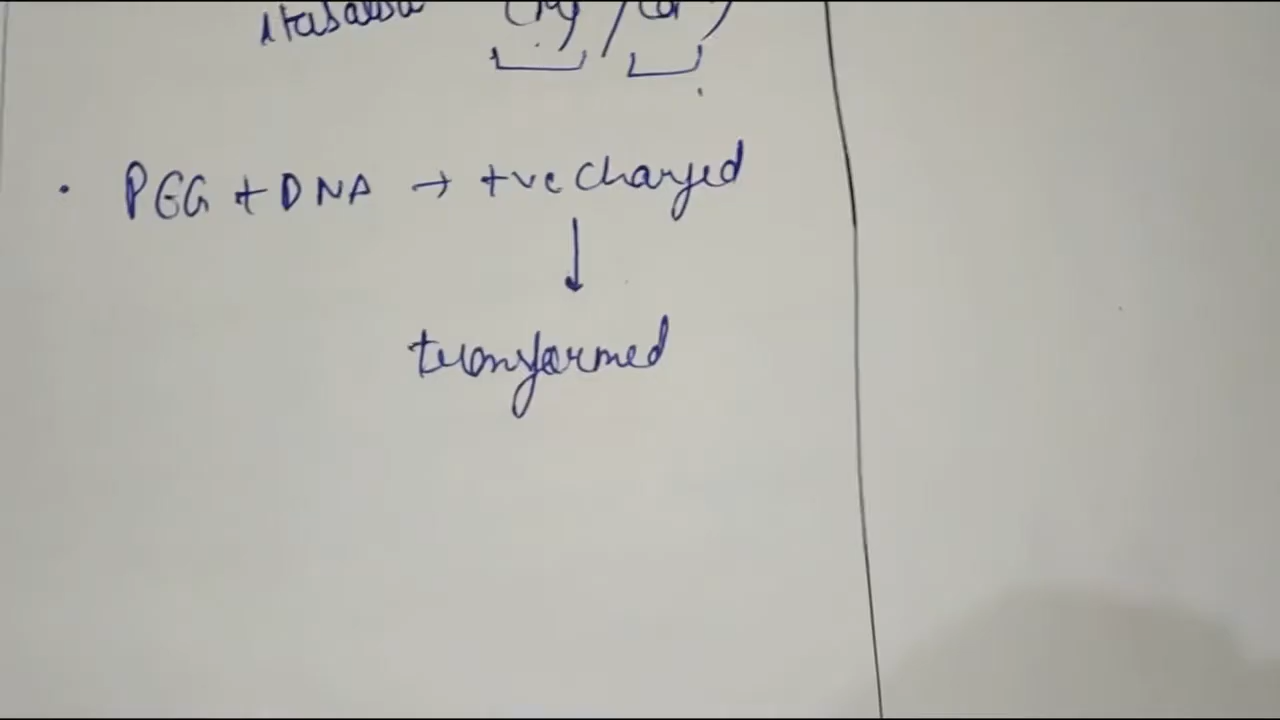 • PEG + DNA → +ve charged
↓
transformed